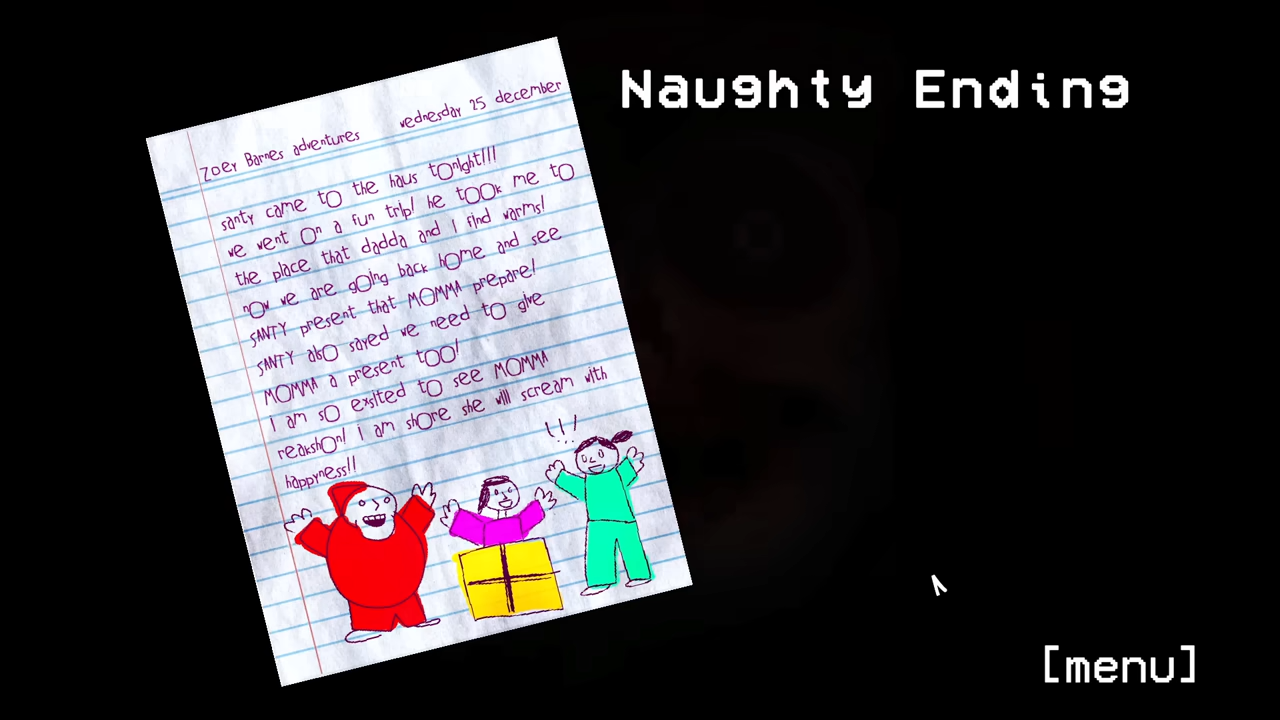 Naughty Ending
Zoey Barnes adventures wednesday 25 december
santy came tO the haus tOnight!!!
we went On a fun trip! he tOOk me tO
the place that dadda and I find warms!
nOw we are gOing back hOme and see
SANTY present that MOMMA prepare!
SANTY alsO sayed we need tO give
MOMMA a present tOO!
I am sO exsited tO see MOMMA
reakshOn! i am shOre she will scream with
happyness!!
!!!
[menu]